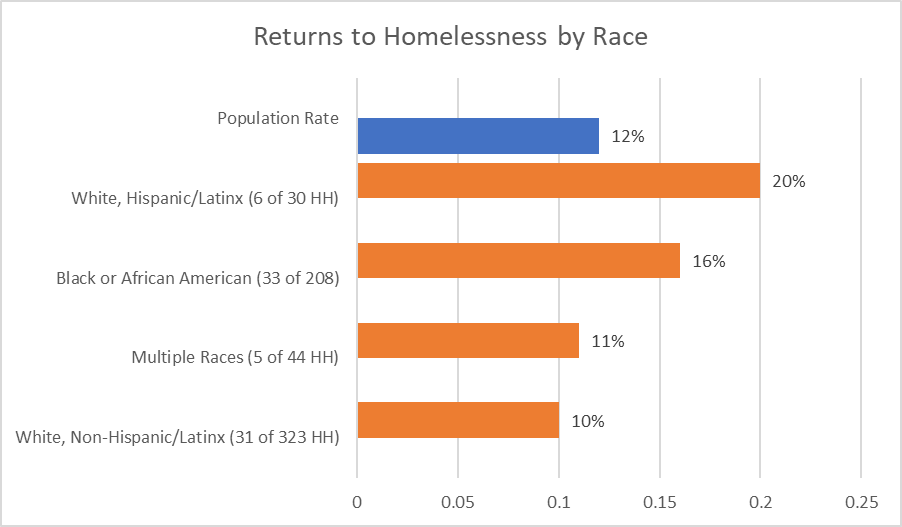 Returns to Homelessness by Race
Population Rate
12%
White, Hispanic/Latinx (6 of 30 HH)
20%
Black or African American (33 of 208)
16%
Multiple Races (5 of 44 HH)
11%
White, Non-Hispanic/Latinx (31 of 323 HH)
10%
0 0.05 0.1 0.15 0.2 0.25